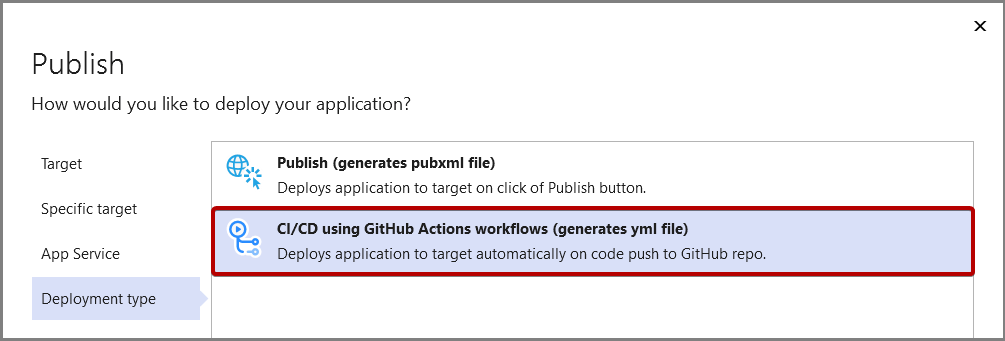 Publish
How would you like to deploy your application?
Target
Specific target
App Service
Deployment type
Publish (generates pubxml file)
Deploys application to target on click of Publish button.
CI/CD using GitHub Actions workflows (generates yml file)
Deploys application to target automatically on code push to GitHub repo.